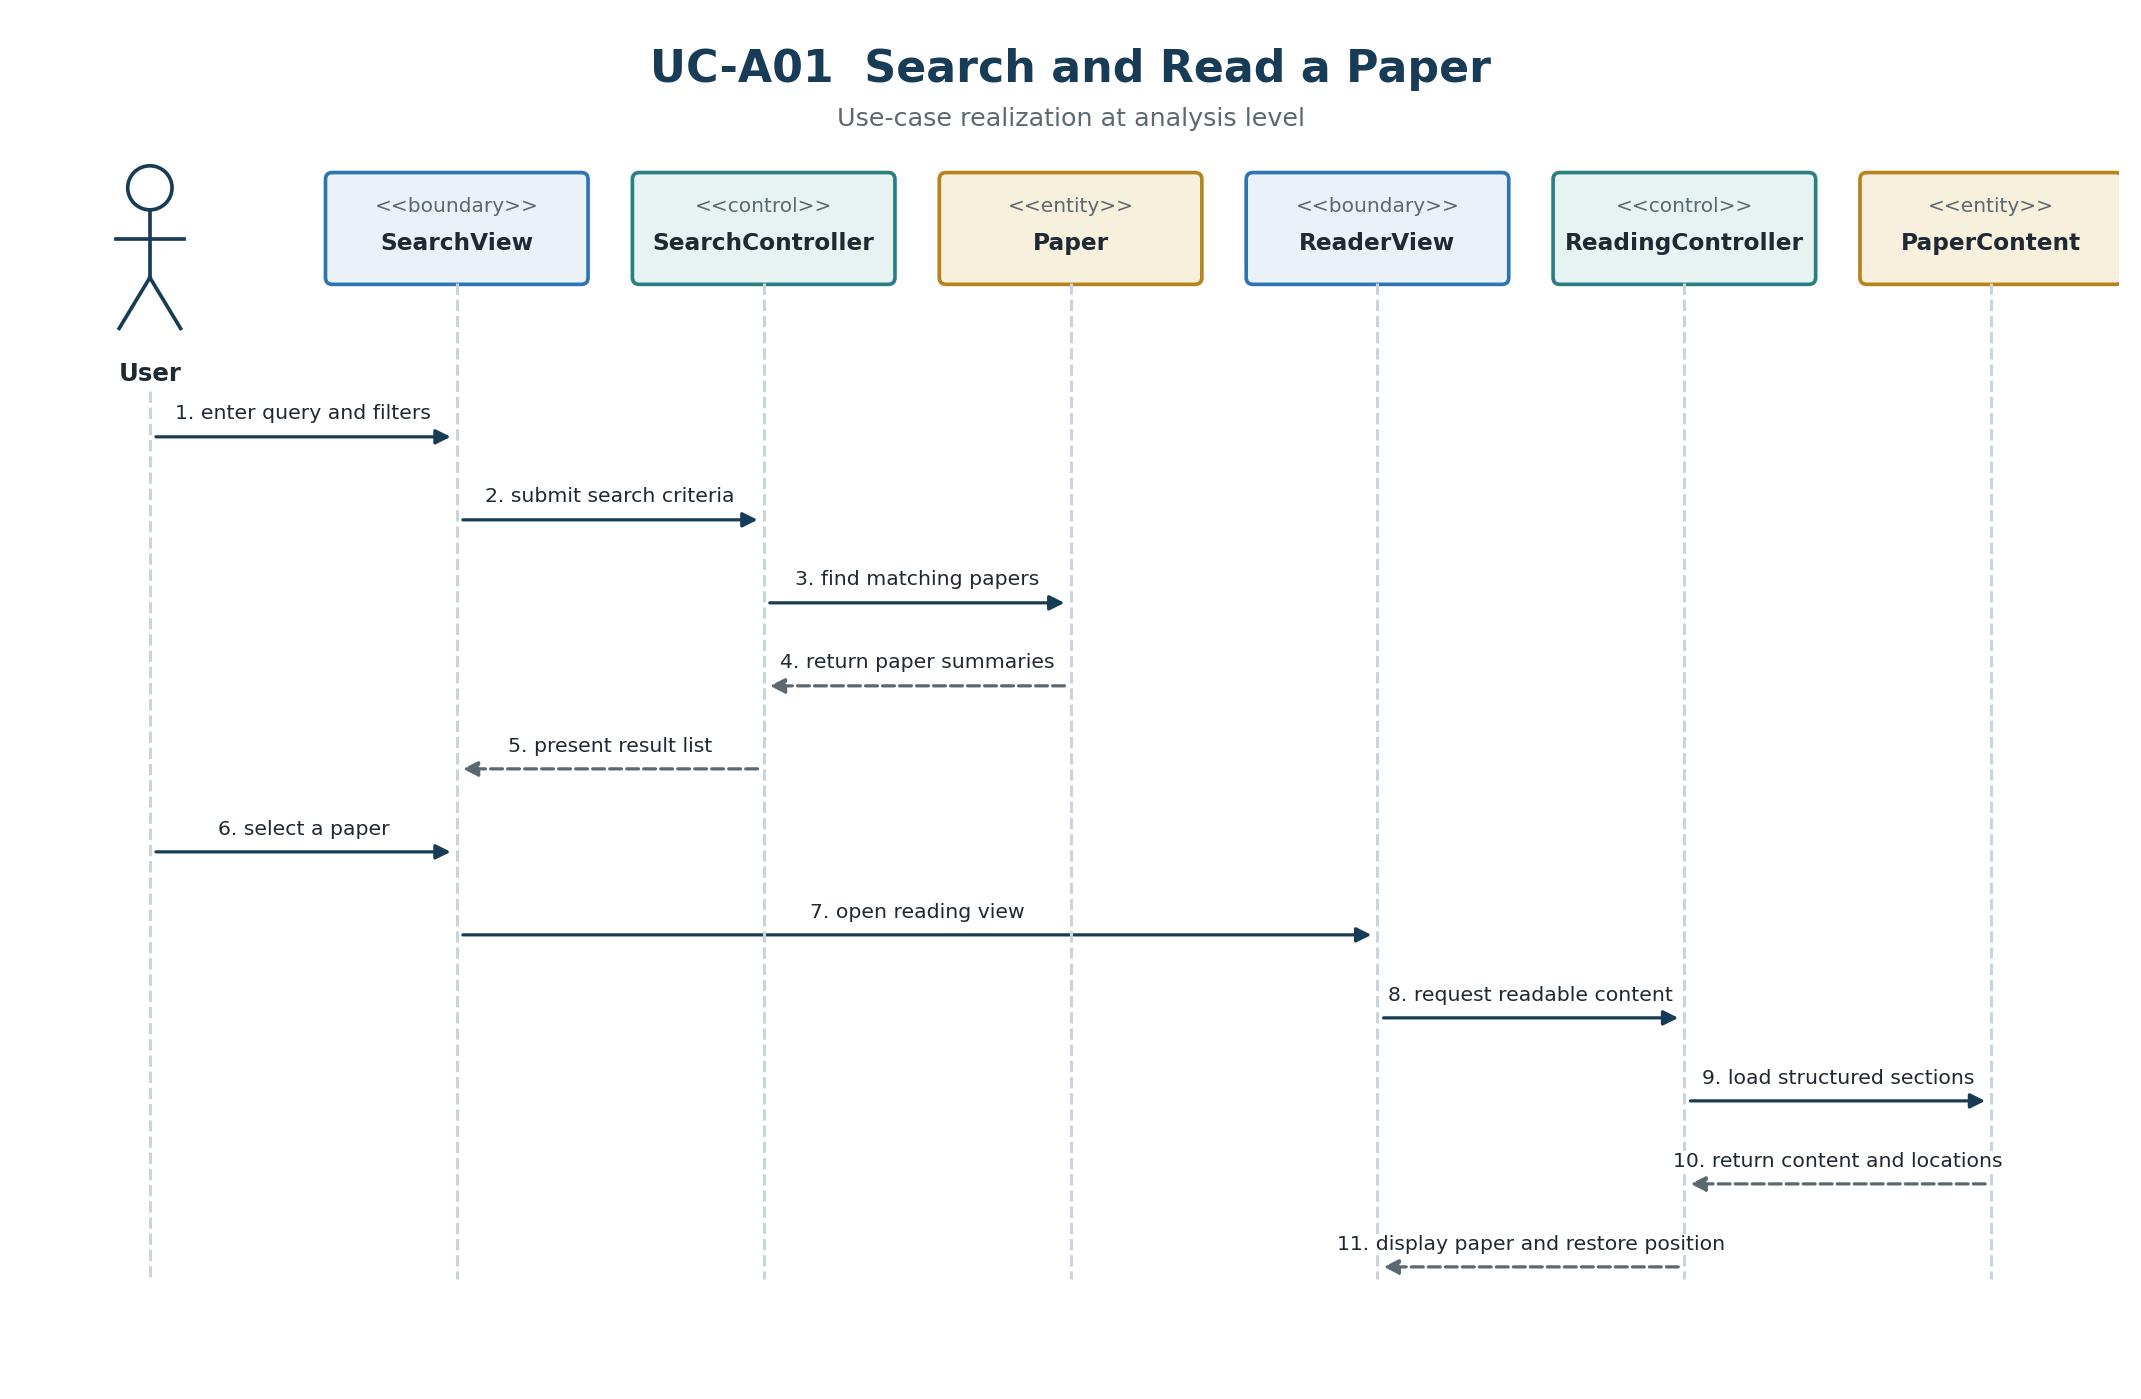 UC-A01  Search and Read a Paper
Use-case realization at analysis level
<<boundary>>
SearchView
<<control>>
SearchController
<<entity>>
Paper
<<boundary>>
ReaderView
<<control>>
ReadingController
<<entity>>
PaperContent
User
1. enter query and filters
2. submit search criteria
3. find matching papers
4. return paper summaries
5. present result list
6. select a paper
7. open reading view
8. request readable content
9. load structured sections
10. return content and locations
11. display paper and restore position